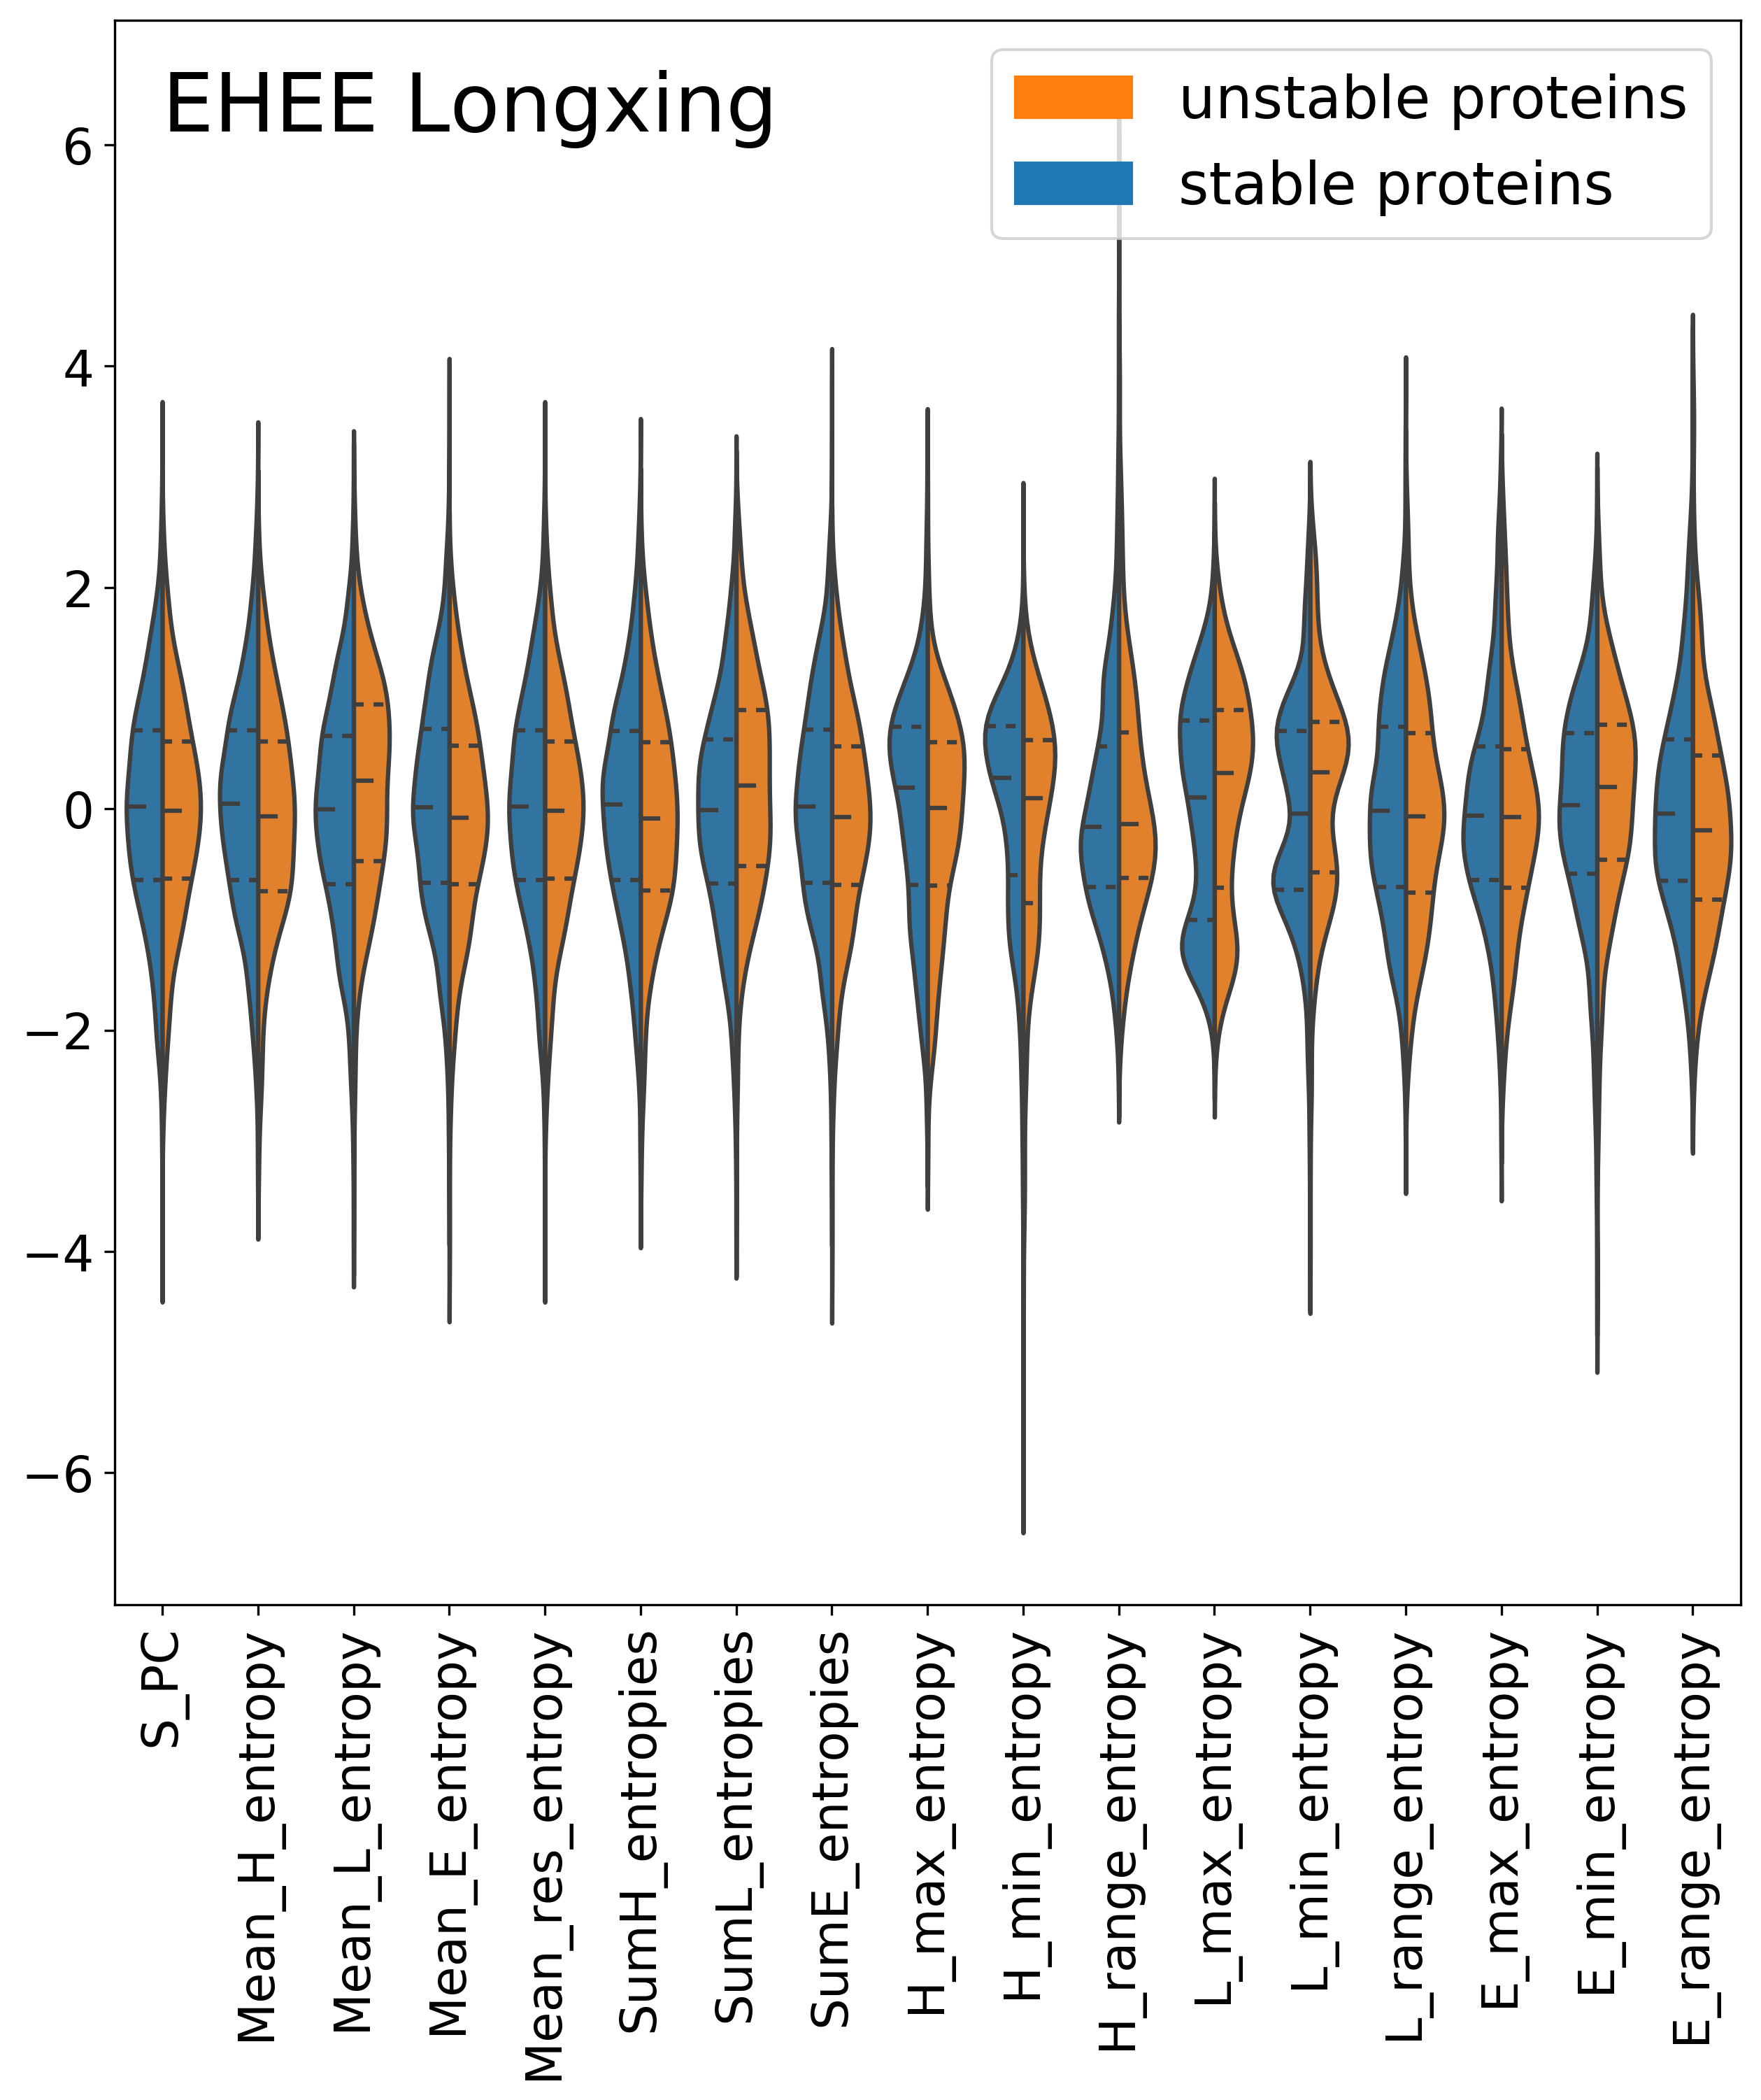 EHEE Longxing
unstable proteins
stable proteins
6
4
2
0
−2
−4
−6
S_PC
Mean_H_entropy
Mean_L_entropy
Mean_E_entropy
Mean_res_entropy
SumH_entropies
SumL_entropies
SumE_entropies
H_max_entropy
H_min_entropy
H_range_entropy
L_max_entropy
L_min_entropy
L_range_entropy
E_max_entropy
E_min_entropy
E_range_entropy